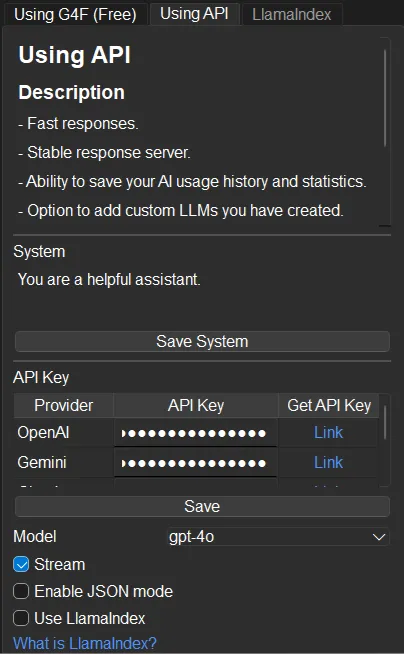 Using G4F (Free) Using API LlamaIndex
Using API
Description
- Fast responses.
- Stable response server.
- Ability to save your AI usage history and statistics.
- Option to add custom LLMs you have created.
System
You are a helpful assistant.
Save System
API Key
Provider API Key Get API Key
OpenAI ●●●●●●●●●●●●●●● Link
Gemini ●●●●●●●●●●●●●●● Link
Save
Model gpt-4o
Stream
Enable JSON mode
Use LlamaIndex
What is LlamaIndex?